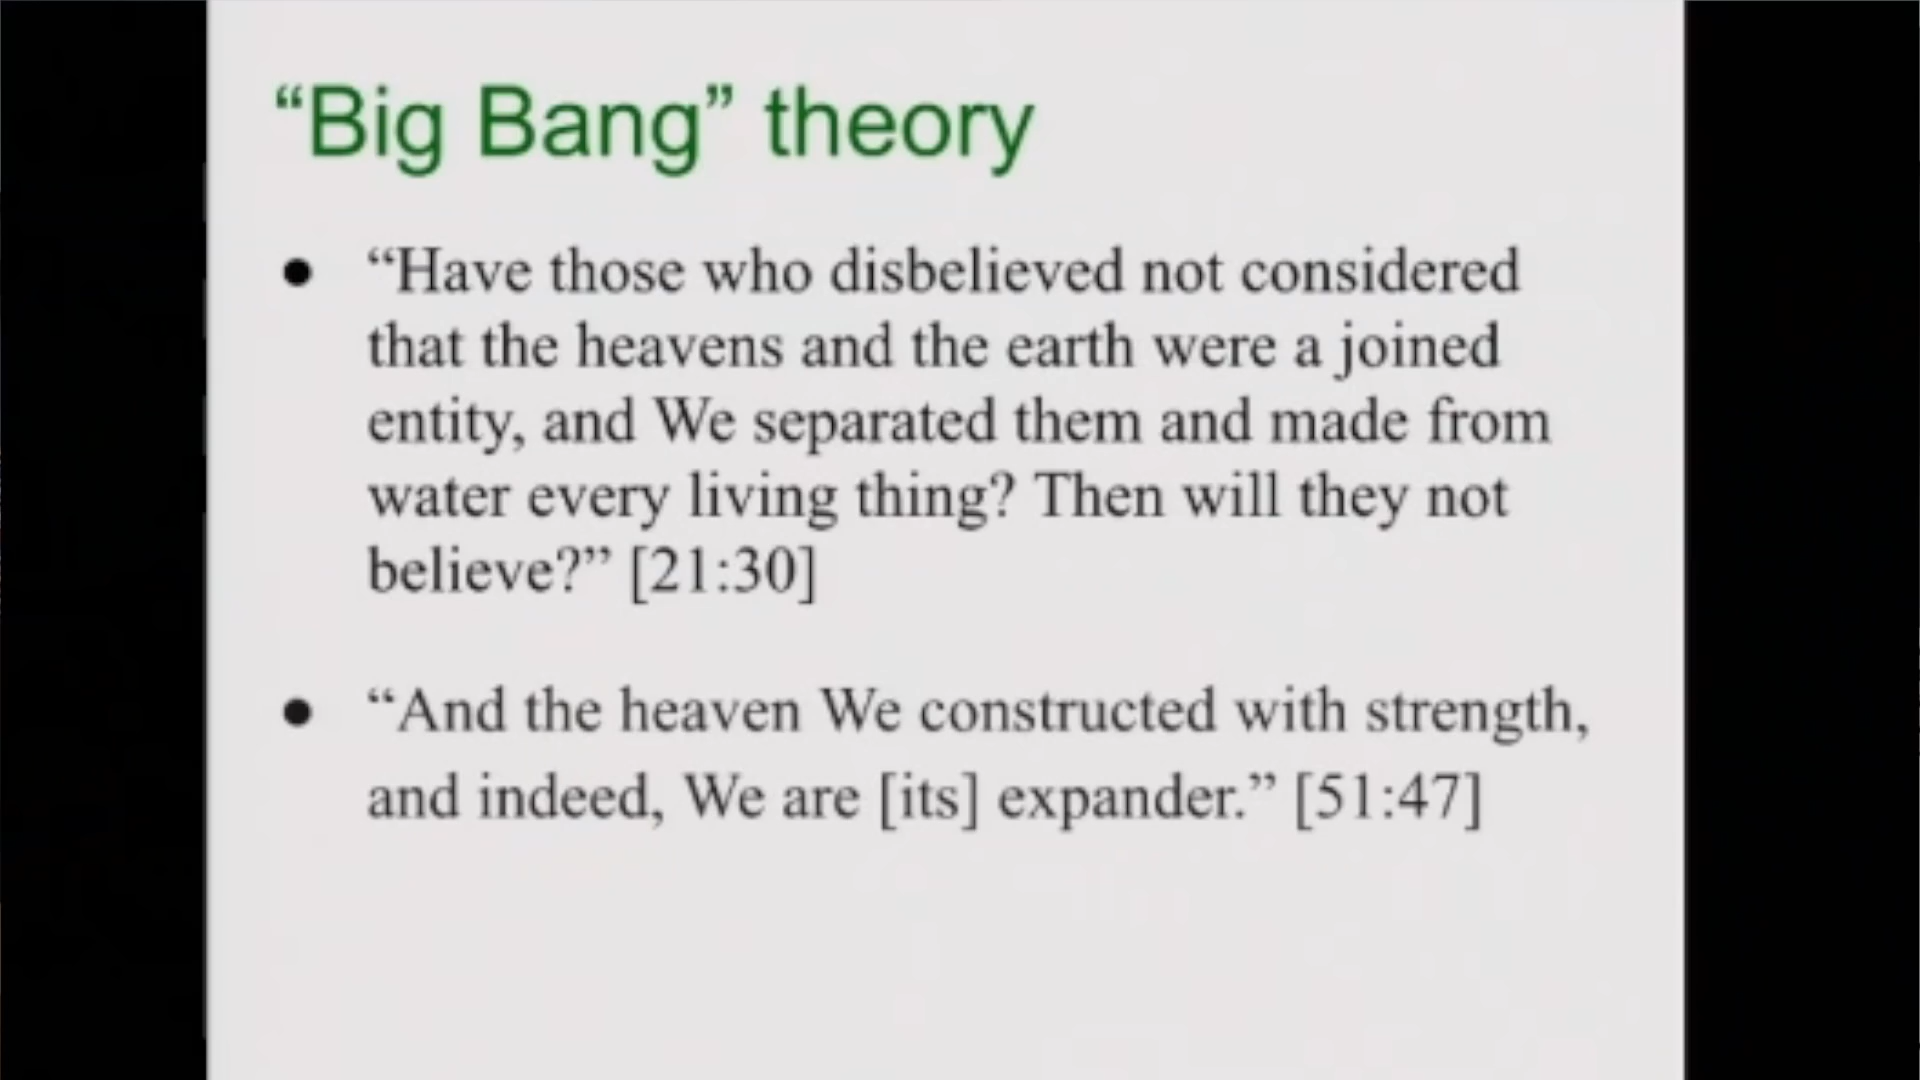 “Big Bang” theory
● “Have those who disbelieved not considered
that the heavens and the earth were a joined
entity, and We separated them and made from
water every living thing? Then will they not
believe?” [21:30]
● “And the heaven We constructed with strength,
and indeed, We are [its] expander.” [51:47]